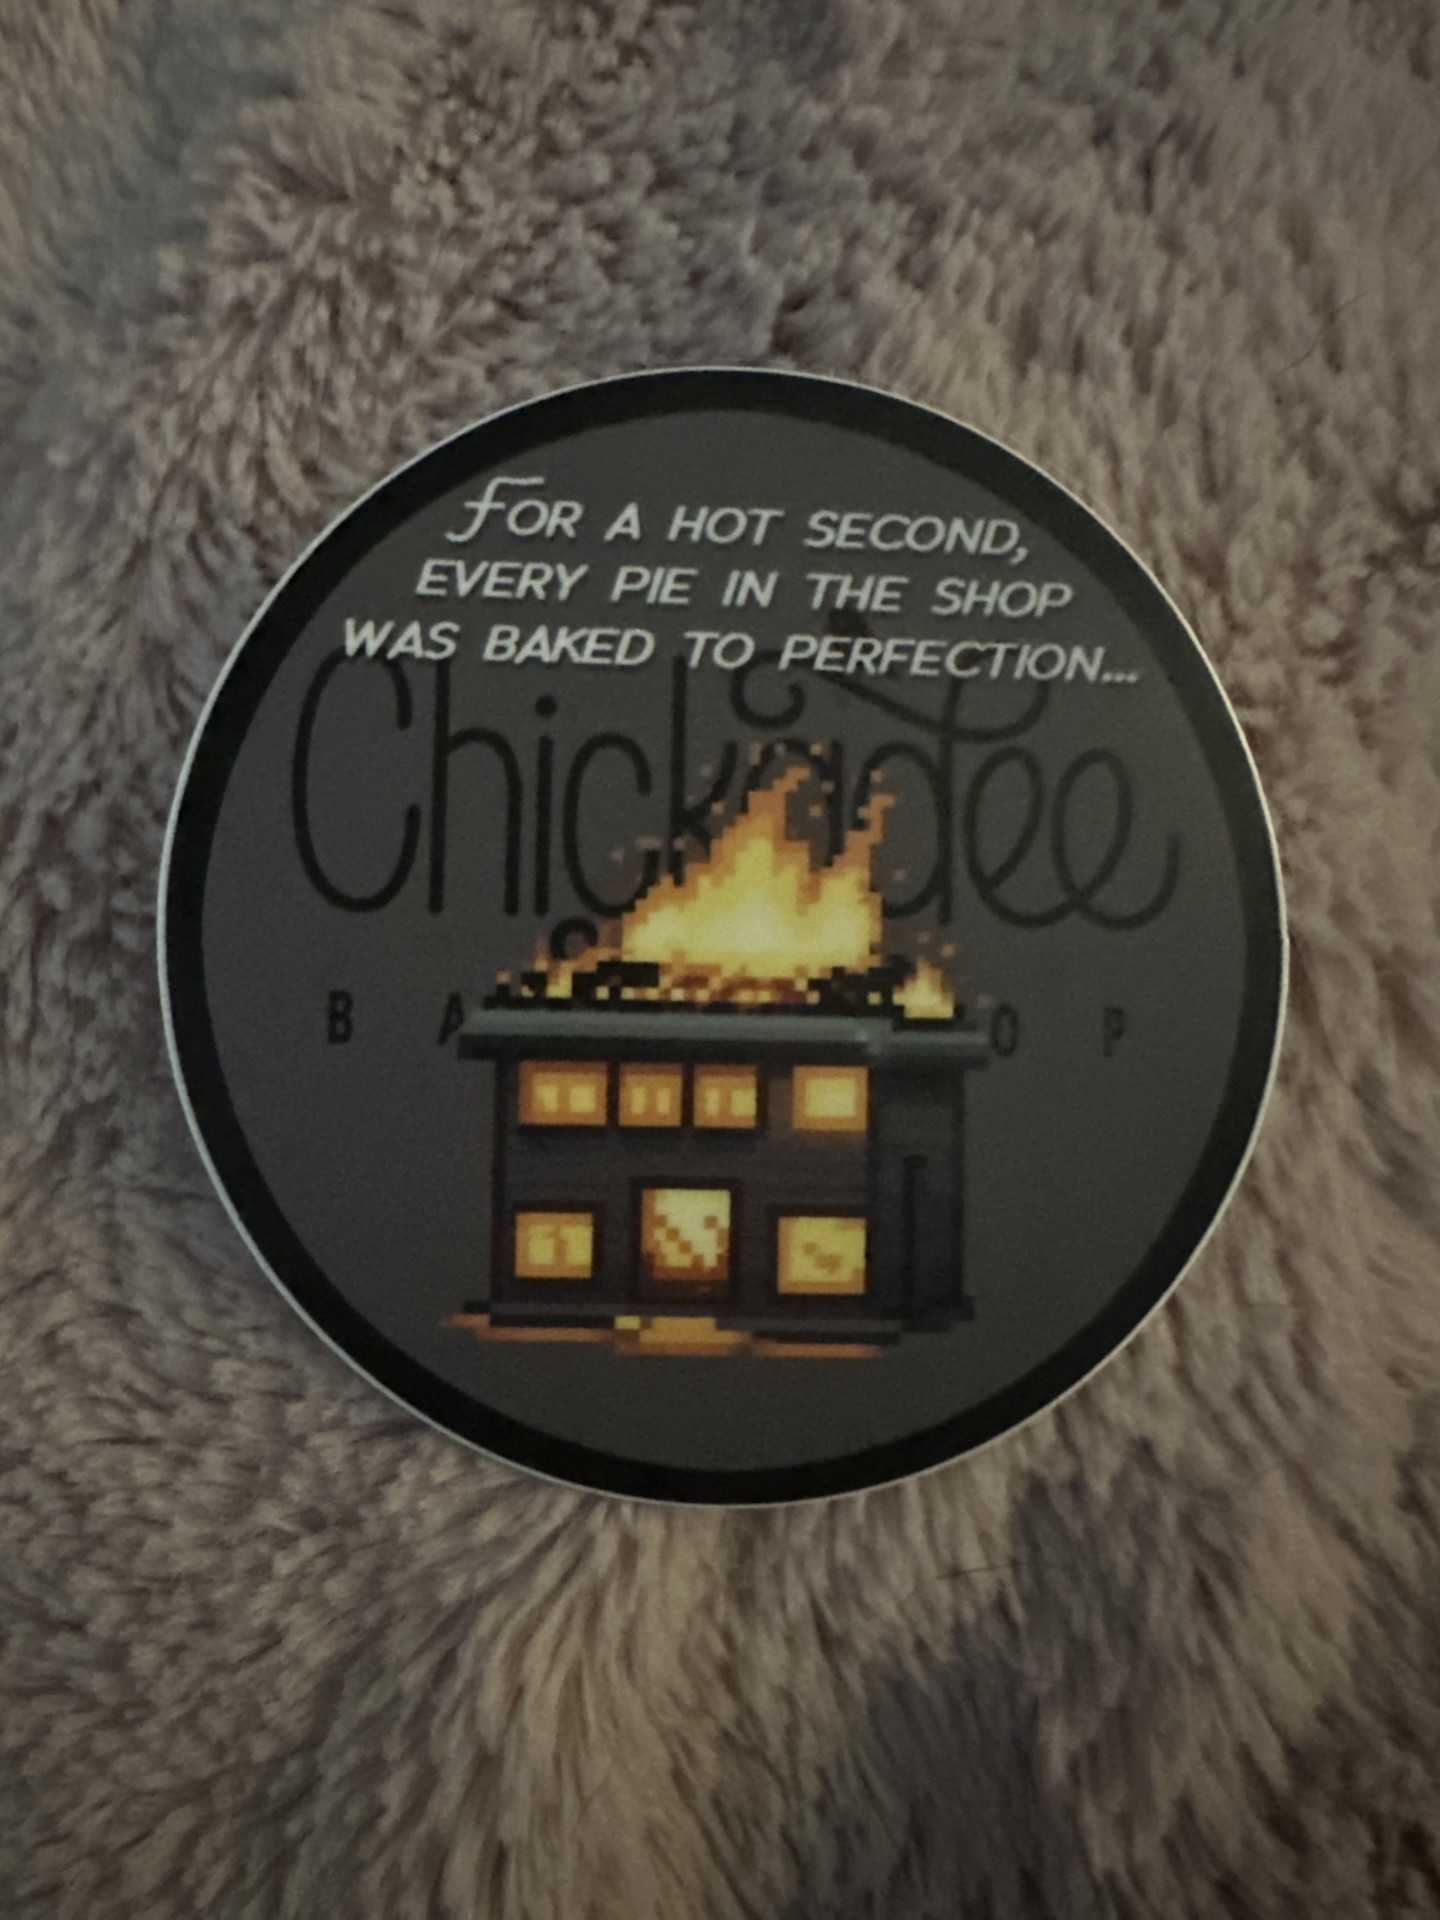 FOR A HOT SECOND,
EVERY PIE IN THE SHOP
WAS BAKED TO PERFECTION...
Chickadee
B A O P